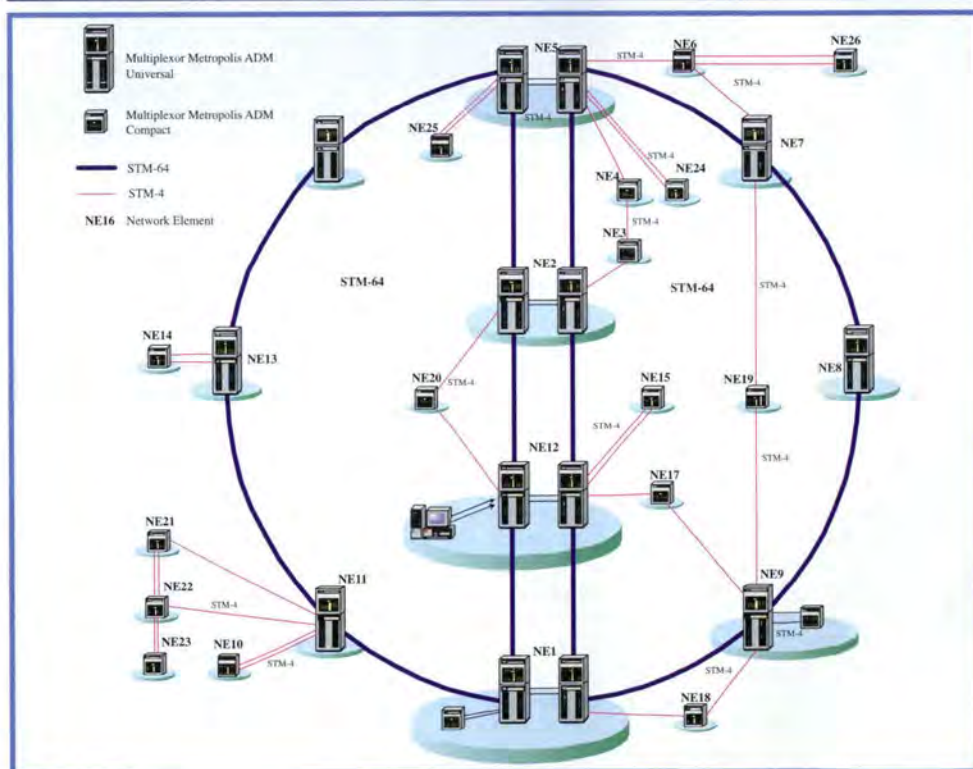 Multiplexor Metropolis ADM
Universal
Multiplexor Metropolis ADM
Compact
STM-64
STM-4
NE16 Network Element
NE5
STM-4
NE6
NE26
STM-4
NE25
STM-4
NE7
STM-4
NE4
NE24
STM-4
NE3
NE2
STM-64
STM-64
STM-4
NE14
NE13
NE20
STM-4
NE15
NE19
NE8
STM-4
NE12
STM-4
NE17
NE21
NE22
STM-4
NE11
NE9
STM-4
NE23
NE10
STM-4
NE1
STM-4
NE18